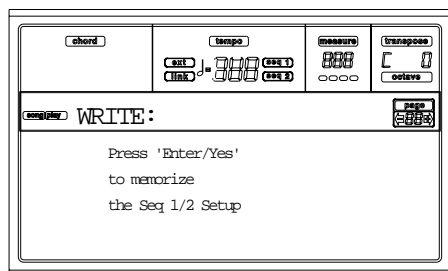 chord tempo measure transpose
ext seq 1
link seq 2
octave
song play WRITE: page
Press 'Enter/Yes'
to memorize
the Seq 1/2 Setup